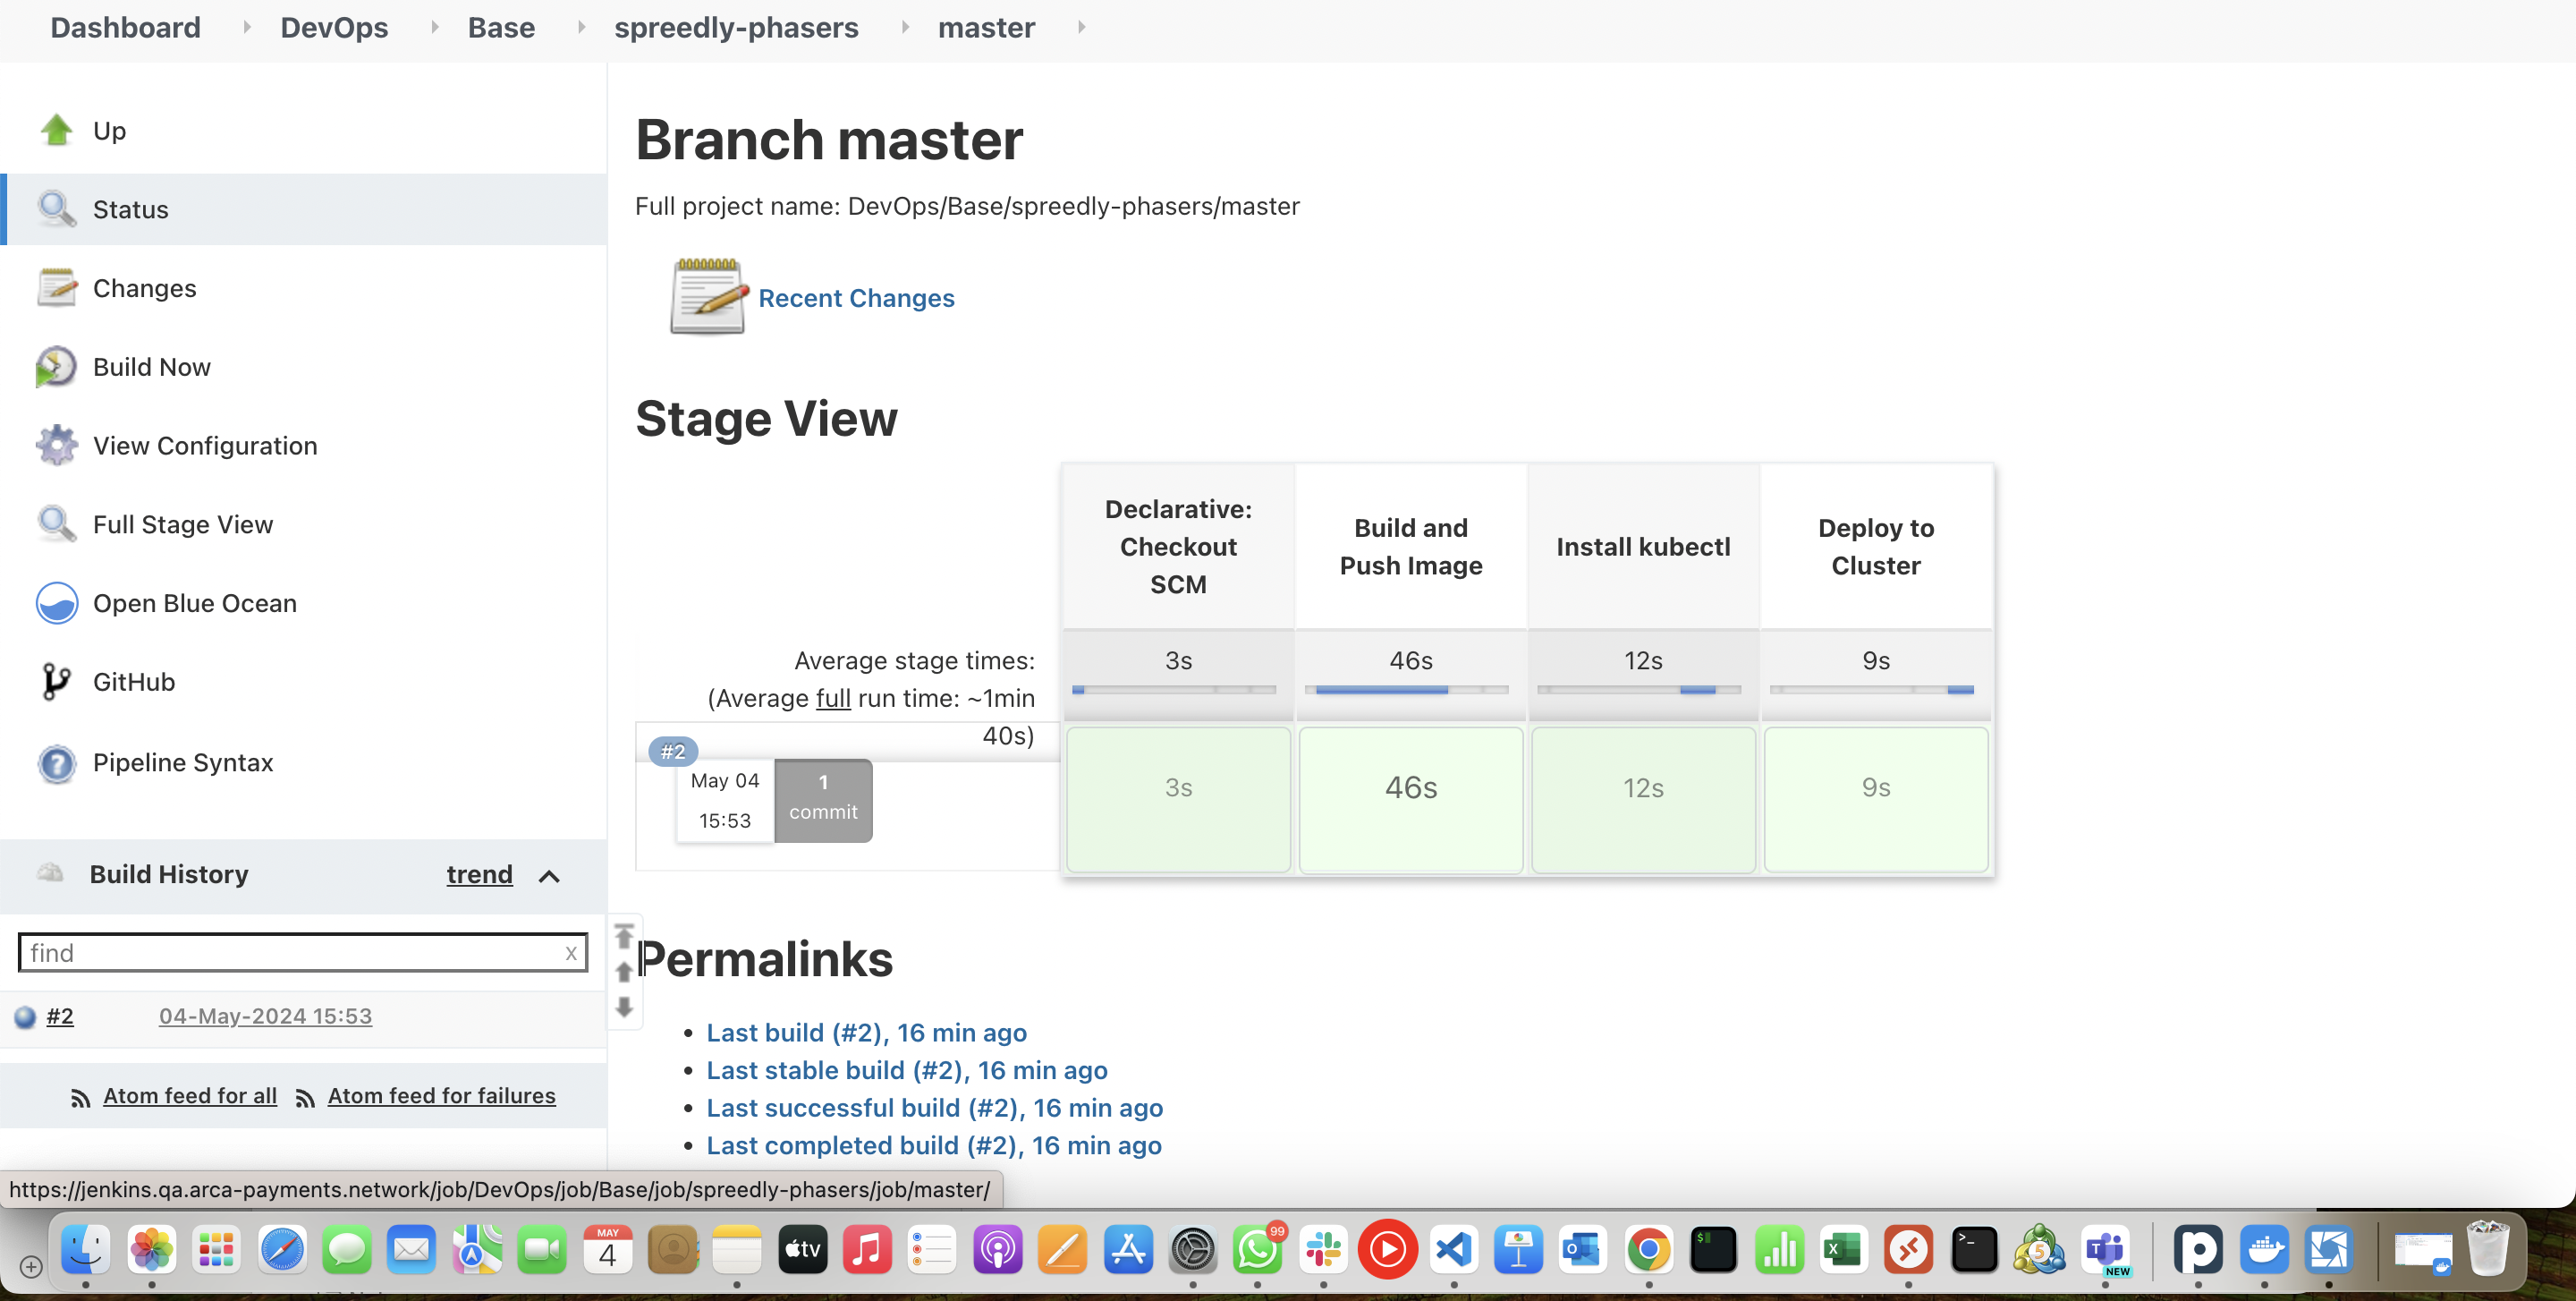 Dashboard DevOps Base spreedly-phasers master
Up
Status
Changes
Build Now
View Configuration
Full Stage View
Open Blue Ocean
GitHub
Pipeline Syntax
Build History trend
find x
#2 04-May-2024 15:53
Atom feed for all Atom feed for failures
Branch master
Full project name: DevOps/Base/spreedly-phasers/master
Recent Changes
Stage View
Declarative:
Checkout
SCM
Build and
Push Image
Install kubectl
Deploy to
Cluster
Average stage times:
(Average full run time: ~1min
40s)
3s 46s 12s 9s
#2
May 04
15:53
1
commit
3s 46s 12s 9s
Permalinks
Last build (#2), 16 min ago
Last stable build (#2), 16 min ago
Last successful build (#2), 16 min ago
Last completed build (#2), 16 min ago
https://jenkins.qa.arca-payments.network/job/DevOps/job/Base/job/spreedly-phasers/job/master/
MAY
4
tv
99
$
>_
5
NEW